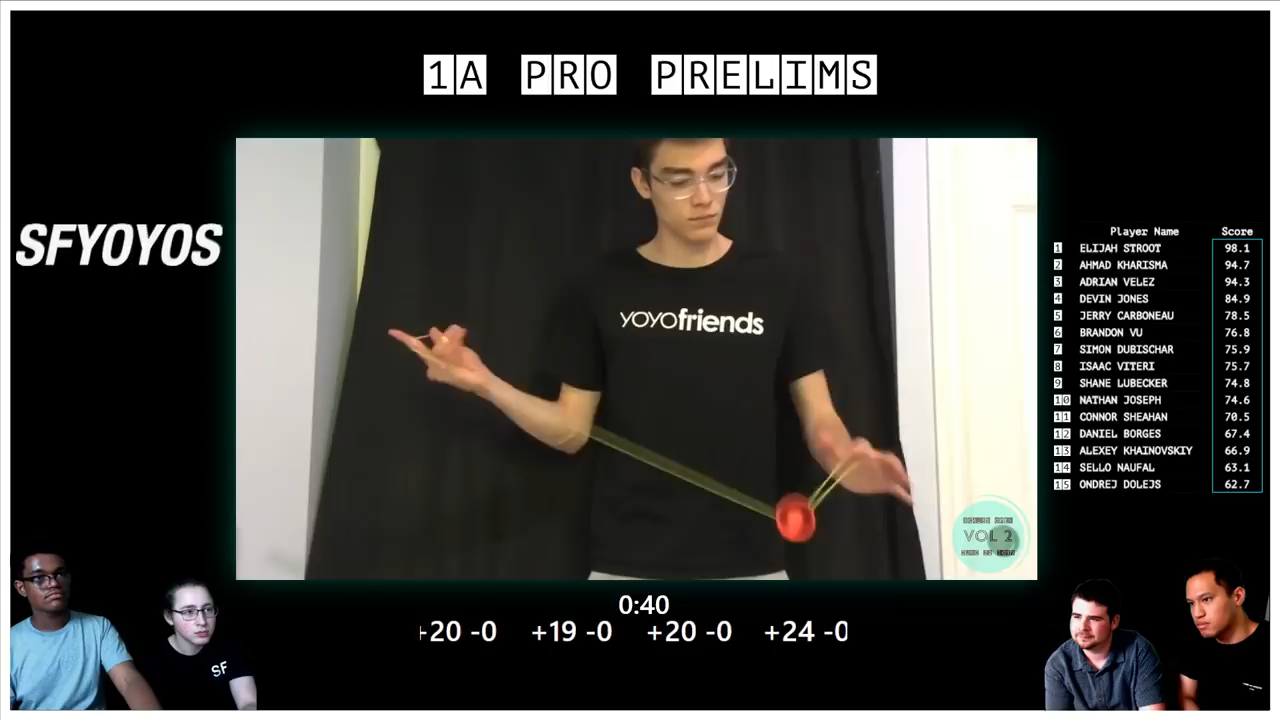 1A PRO PRELIMS
SFYOYOS
yoyofriends
Player Name Score
1 ELIJAH STROOT 98.1
2 AHMAD KHARISMA 94.7
3 ADRIAN VELEZ 94.3
4 DEVIN JONES 84.9
5 JERRY CARBONEAU 78.5
6 BRANDON VU 76.8
7 SIMON DUBISCHAR 75.9
8 ISAAC VITERI 75.7
9 SHANE LUBECKER 74.8
10 NATHAN JOSEPH 74.6
11 CONNOR SHEAHAN 70.5
12 DANIEL BORGES 67.4
13 ALEXEY KHAINOVSKIY 66.9
14 SELLO NAUFAL 63.1
15 ONDREJ DOLEJS 62.7
VOL 2
0:40
+20 -0 +19 -0 +20 -0 +24 -0
SF